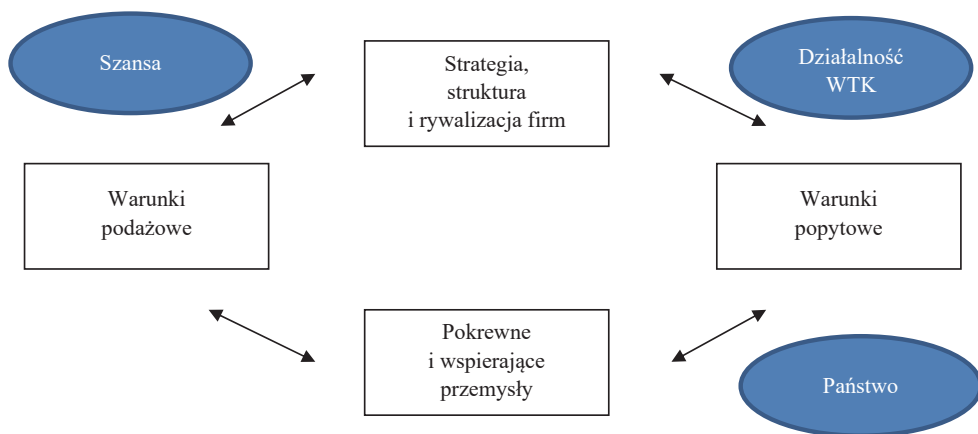 Szansa
Strategia,
struktura
i rywalizacja firm
Działalność
WTK
Warunki
podażowe
Warunki
popytowe
Pokrewne
i wspierające
przemysły
Państwo